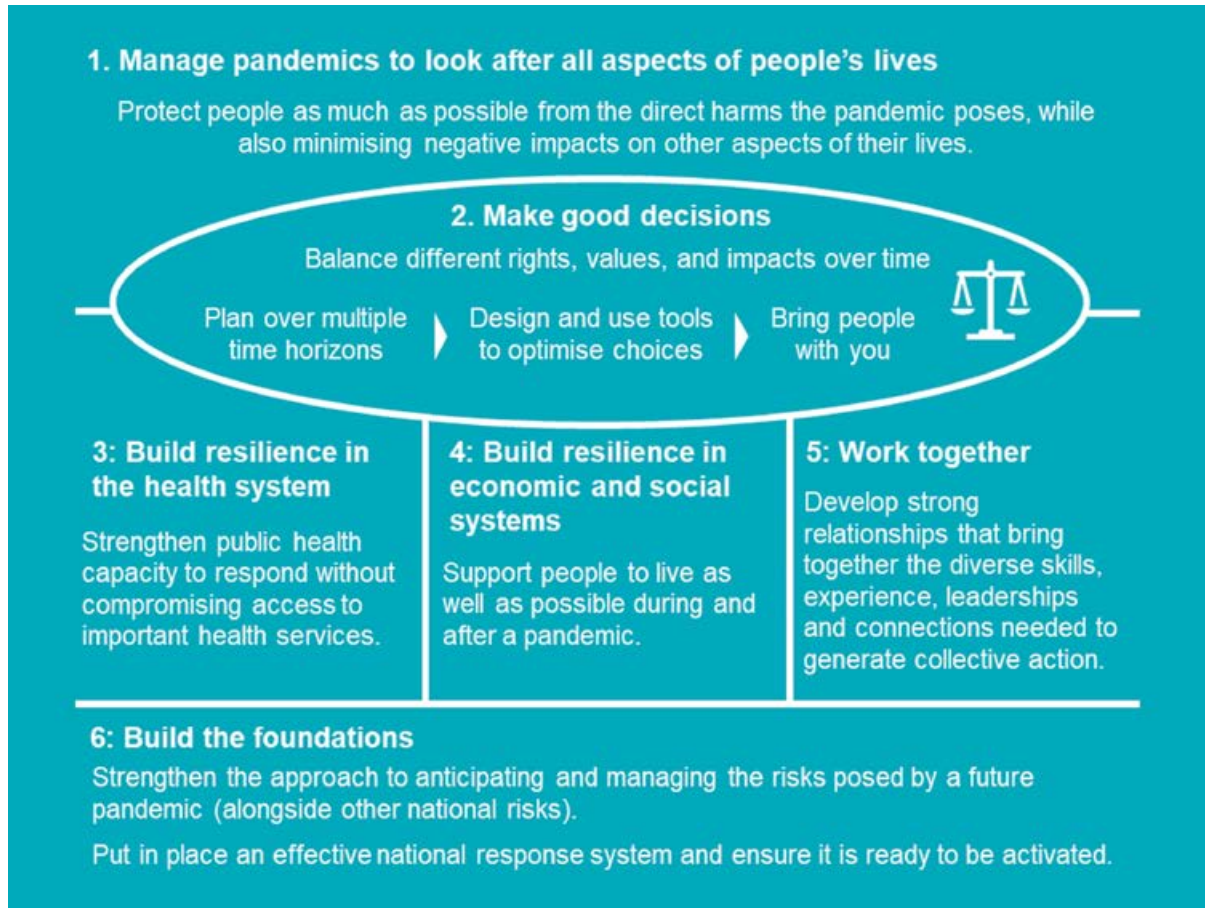 1. Manage pandemics to look after all aspects of people's lives
Protect people as much as possible from the direct harms the pandemic poses, while
also minimising negative impacts on other aspects of their lives.
2. Make good decisions
Balance different rights, values, and impacts over time
Plan over multiple
time horizons
Design and use tools
to optimise choices
Bring people
with you
3: Build resilience in
the health system
Strengthen public health
capacity to respond without
compromising access to
important health services.
4: Build resilience in
economic and social
systems
Support people to live as
well as possible during and
after a pandemic.
5: Work together
Develop strong
relationships that bring
together the diverse skills,
experience, leaderships
and connections needed to
generate collective action.
6: Build the foundations
Strengthen the approach to anticipating and managing the risks posed by a future
pandemic (alongside other national risks).
Put in place an effective national response system and ensure it is ready to be activated.